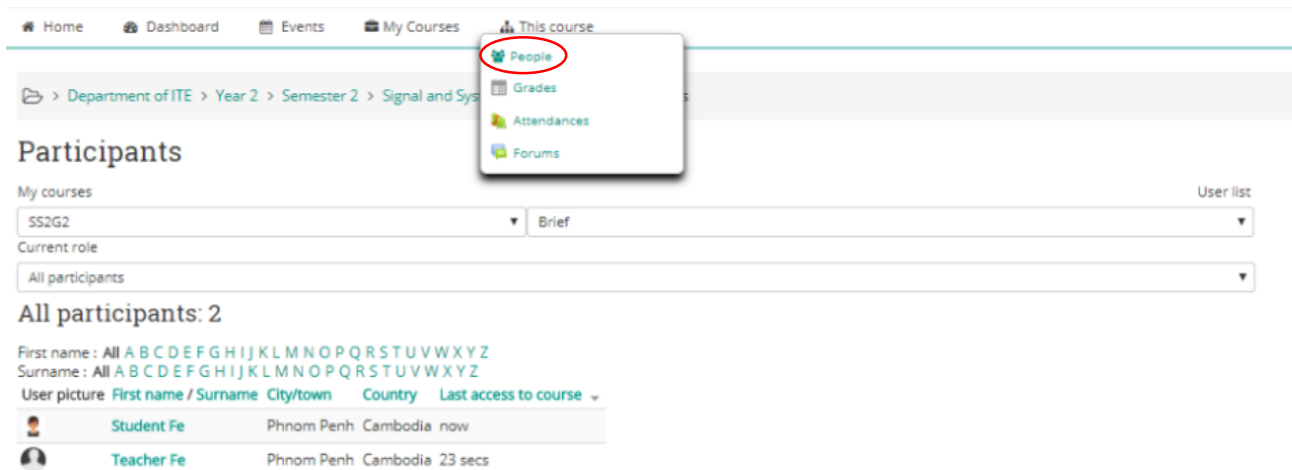 Home Dashboard Events My Courses This course
People
Grades
Attendances
Forums
> Department of ITE > Year 2 > Semester 2 > Signal and Sys s
Participants
My courses User list
SS2G2 Brief
Current role
All participants
All participants: 2
First name : All A B C D E F G H I J K L M N O P Q R S T U V W X Y Z
Surname : All A B C D E F G H I J K L M N O P Q R S T U V W X Y Z
User picture First name / Surname City/town Country Last access to course
Student Fe Phnom Penh Cambodia now
Teacher Fe Phnom Penh Cambodia 23 secs